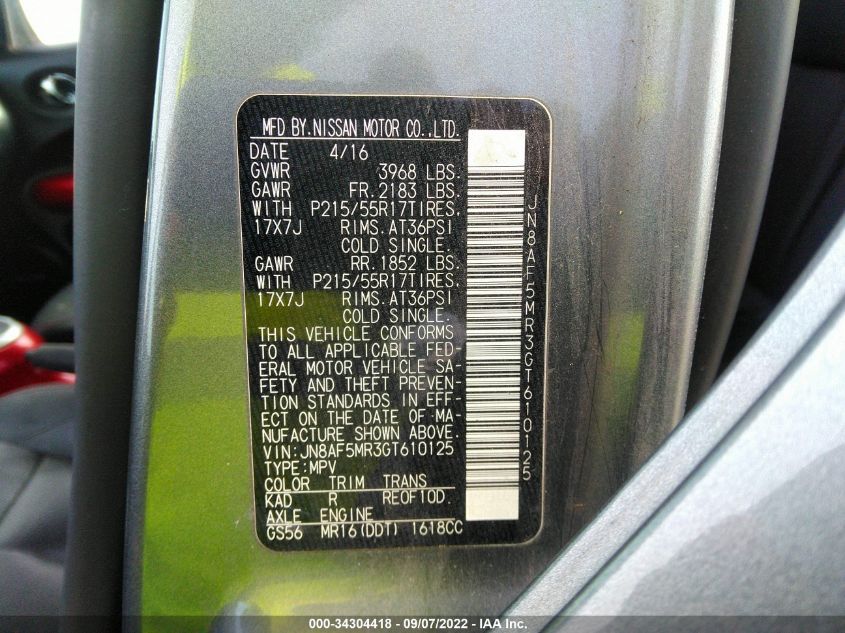 MFD BY.NISSAN MOTOR CO.,LTD.
DATE 4/16
GVWR 3968 LBS.
GAWR FR.2183 LBS.
WITH P215/55R17TIRES.
17X7J RIMS.AT36PSI
COLD SINGLE.
GAWR RR.1852 LBS.
WITH P215/55R17TIRES.
17X7J RIMS.AT36PSI
COLD SINGLE.
THIS VEHICLE CONFORMS
TO ALL APPLICABLE FED-
ERAL MOTOR VEHICLE SA-
FETY AND THEFT PREVEN-
TION STANDARDS IN EFF-
ECT ON THE DATE OF MA-
NUFACTURE SHOWN ABOVE.
VIN:JN8AF5MR3GT610125
TYPE:MPV
COLOR TRIM TRANS
KAD R REOF10D.
AXLE ENGINE
GS56 MR16(DDT) 1618CC
JN8AF5MR3GT610125
000-34304418 - 09/07/2022 - IAA Inc.